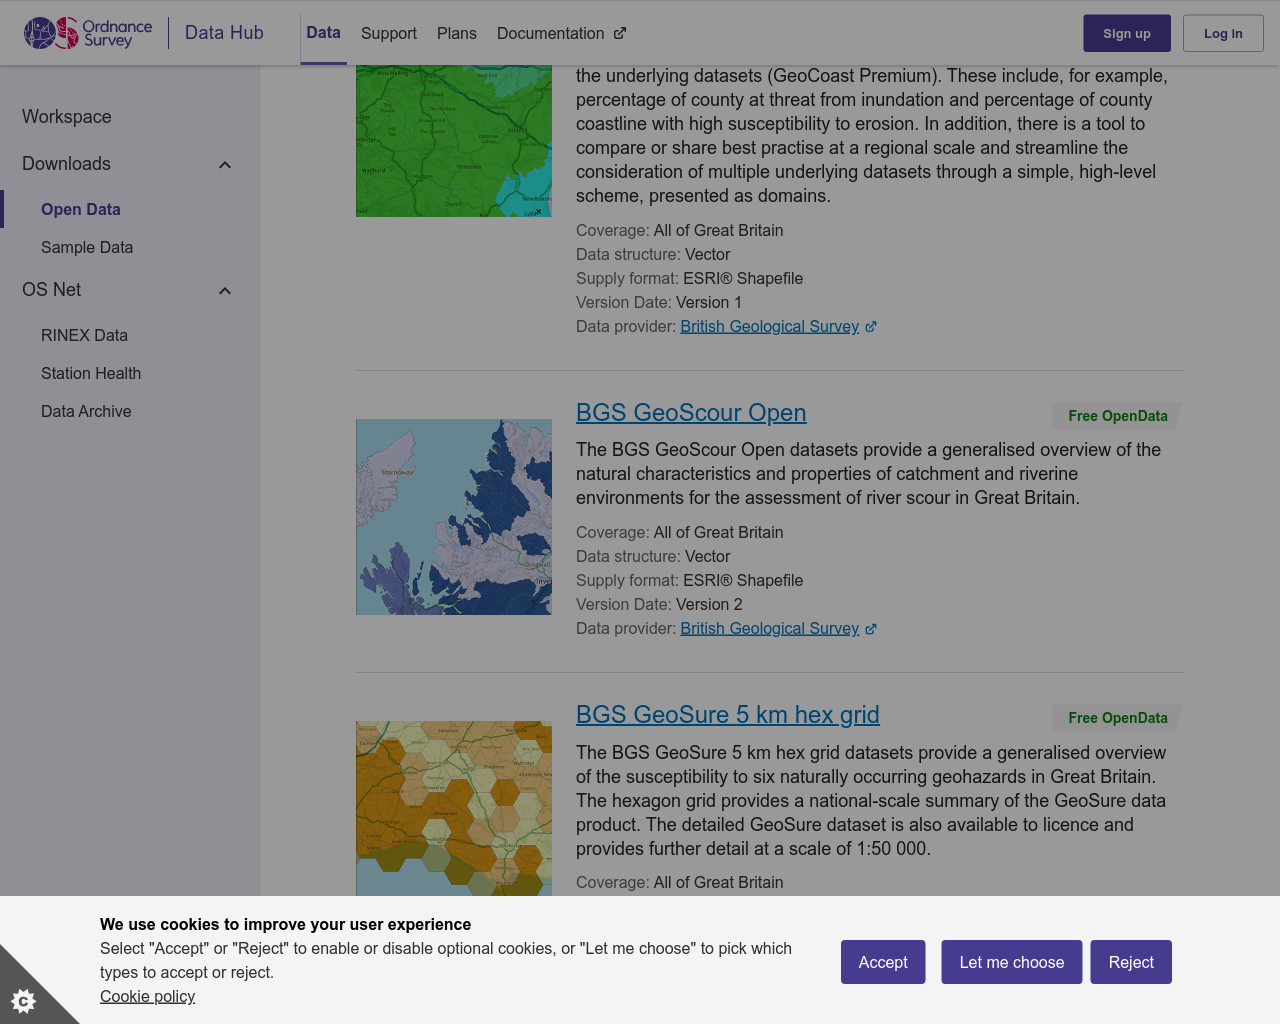 Ordnance Survey
Data Hub
Data
Support
Plans
Documentation
Sign up
Log in
Workspace
Downloads
Open Data
Sample Data
OS Net
RINEX Data
Station Health
Data Archive
the underlying datasets (GeoCoast Premium). These include, for example,
percentage of county at threat from inundation and percentage of county
coastline with high susceptibility to erosion. In addition, there is a tool to
compare or share best practise at a regional scale and streamline the
consideration of multiple underlying datasets through a simple, high-level
scheme, presented as domains.
Coverage: All of Great Britain
Data structure: Vector
Supply format: ESRI® Shapefile
Version Date: Version 1
Data provider: British Geological Survey
Stornoway
BGS GeoScour Open
Free OpenData
The BGS GeoScour Open datasets provide a generalised overview of the
natural characteristics and properties of catchment and riverine
environments for the assessment of river scour in Great Britain.
Coverage: All of Great Britain
Data structure: Vector
Supply format: ESRI® Shapefile
Version Date: Version 2
Data provider: British Geological Survey
BGS GeoSure 5 km hex grid
Free OpenData
The BGS GeoSure 5 km hex grid datasets provide a generalised overview
of the susceptibility to six naturally occurring geohazards in Great Britain.
The hexagon grid provides a national-scale summary of the GeoSure data
product. The detailed GeoSure dataset is also available to licence and
provides further detail at a scale of 1:50 000.
Coverage: All of Great Britain
We use cookies to improve your user experience
Select "Accept" or "Reject" to enable or disable optional cookies, or "Let me choose" to pick which
types to accept or reject.
Cookie policy
Accept
Let me choose
Reject